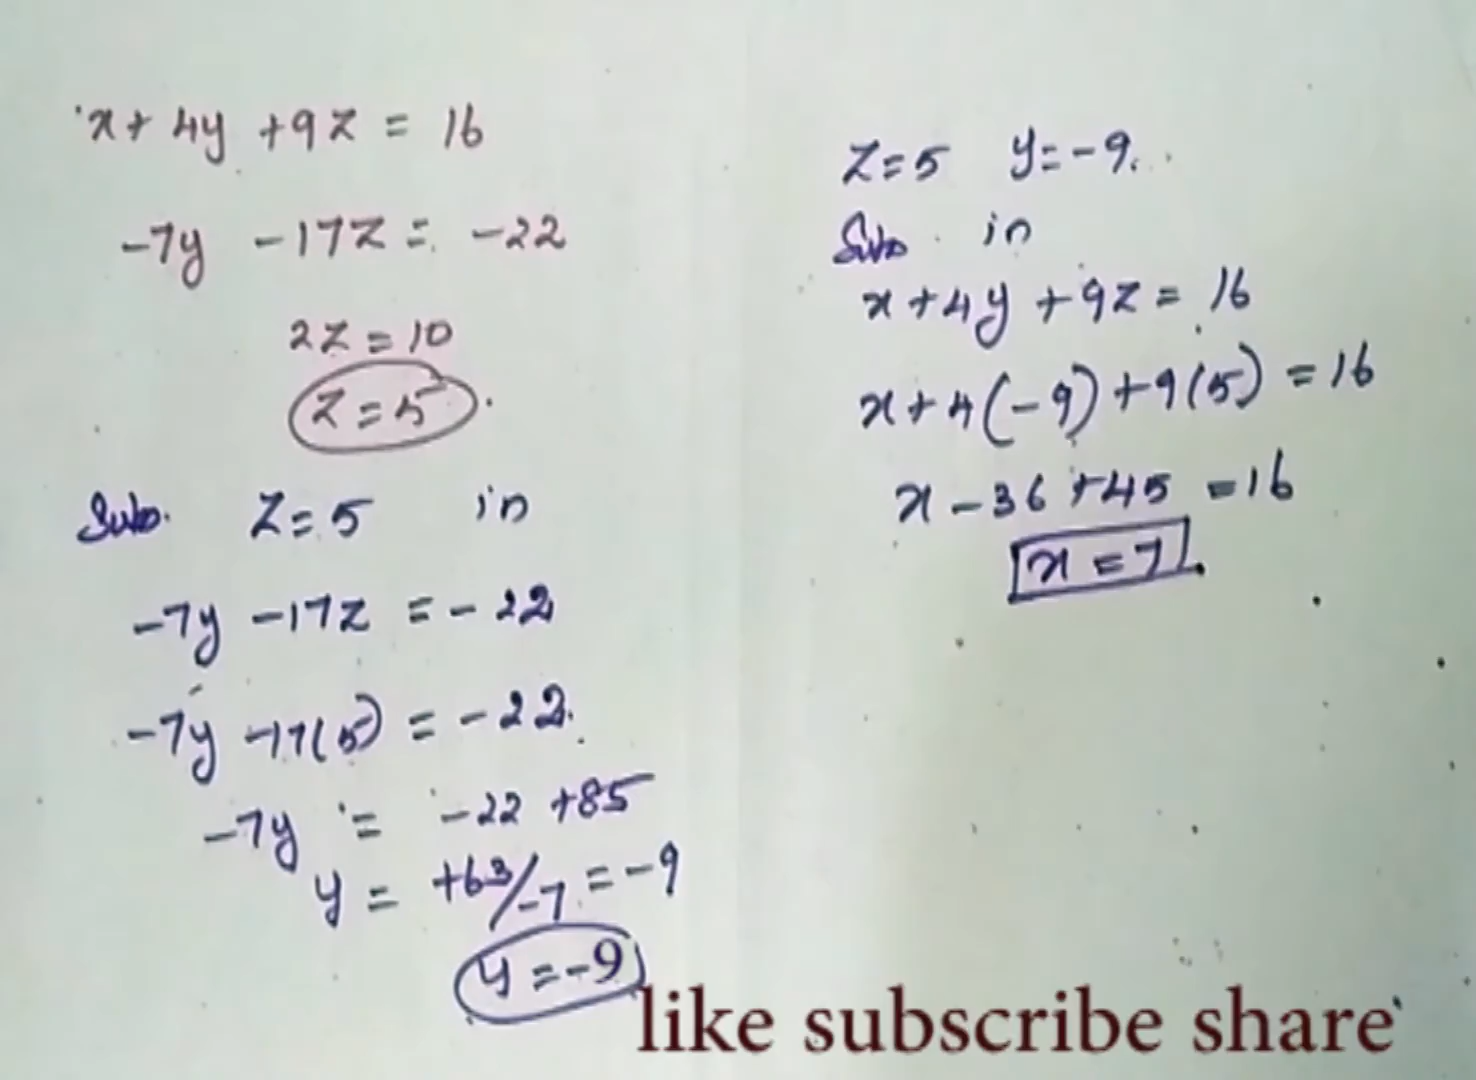 x + 4y + 9z = 16
-7y - 17z = -22
2z = 10
z = 5
Sub. z = 5 in
-7y - 17z = -22
-7y - 17(5) = -22.
-7y = -22 + 85
y = +63/-7 = -9
y = -9
z = 5 y = -9.
Sub in
x + 4y + 9z = 16
x + 4(-9) + 9(5) = 16
x - 36 + 45 = 16
x = 7.
like subscribe share